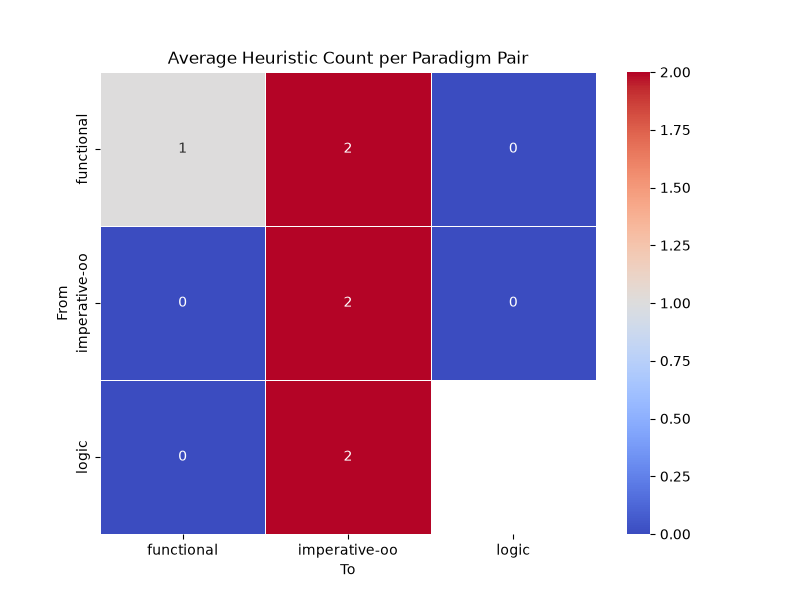 Average Heuristic Count per Paradigm Pair
functional
imperative-oo
logic
From
1 2 0
0 2 0
0 2
functional imperative-oo logic
To
2.00
1.75
1.50
1.25
1.00
0.75
0.50
0.25
0.00